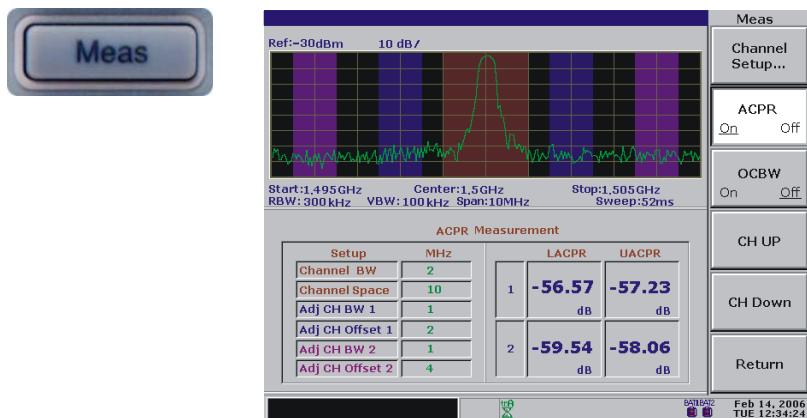 Meas
Meas
Ref:-30dBm 10 dB/
Channel Setup...
ACPR
On Off
Start:1,495GHz Center:1,5GHz Stop:1,505GHz
RBW:300kHz VBW:100kHz Span:10MHz Sweep:52ms
OCBW
On Off
ACPR Measurement
Setup MHz LACPR UACPR
Channel BW 2
Channel Space 10
Adj CH BW 1 1
Adj CH Offset 1 2
Adj CH BW 2 1
Adj CH Offset 2 4
1 -56.57 dB -57.23 dB
2 -59.54 dB -58.06 dB
CH UP
CH Down
Return
BAT1 BAT2
Feb 14, 2006
TUE 12:34:24